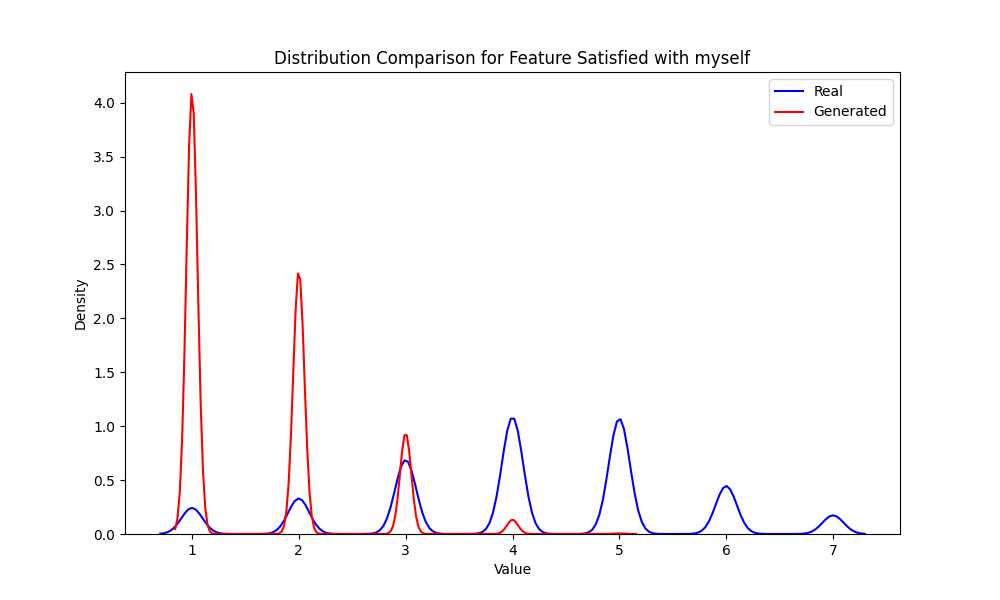 Distribution Comparison for Feature Satisfied with myself
Real
Generated
Density
4.0
3.5
3.0
2.5
2.0
1.5
1.0
0.5
0.0
1 2 3 4 5 6 7
Value